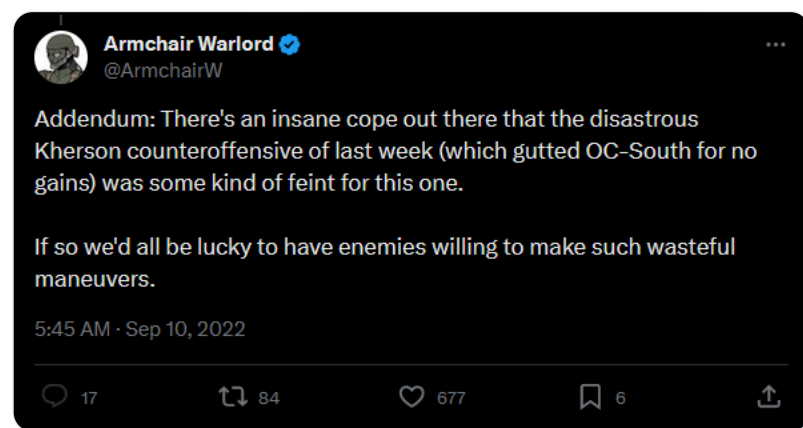 Armchair Warlord
@ArmchairW
Addendum: There's an insane cope out there that the disastrous
Kherson counteroffensive of last week (which gutted OC-South for no
gains) was some kind of feint for this one.
If so we'd all be lucky to have enemies willing to make such wasteful
maneuvers.
5:45 AM · Sep 10, 2022
17 84 677 6